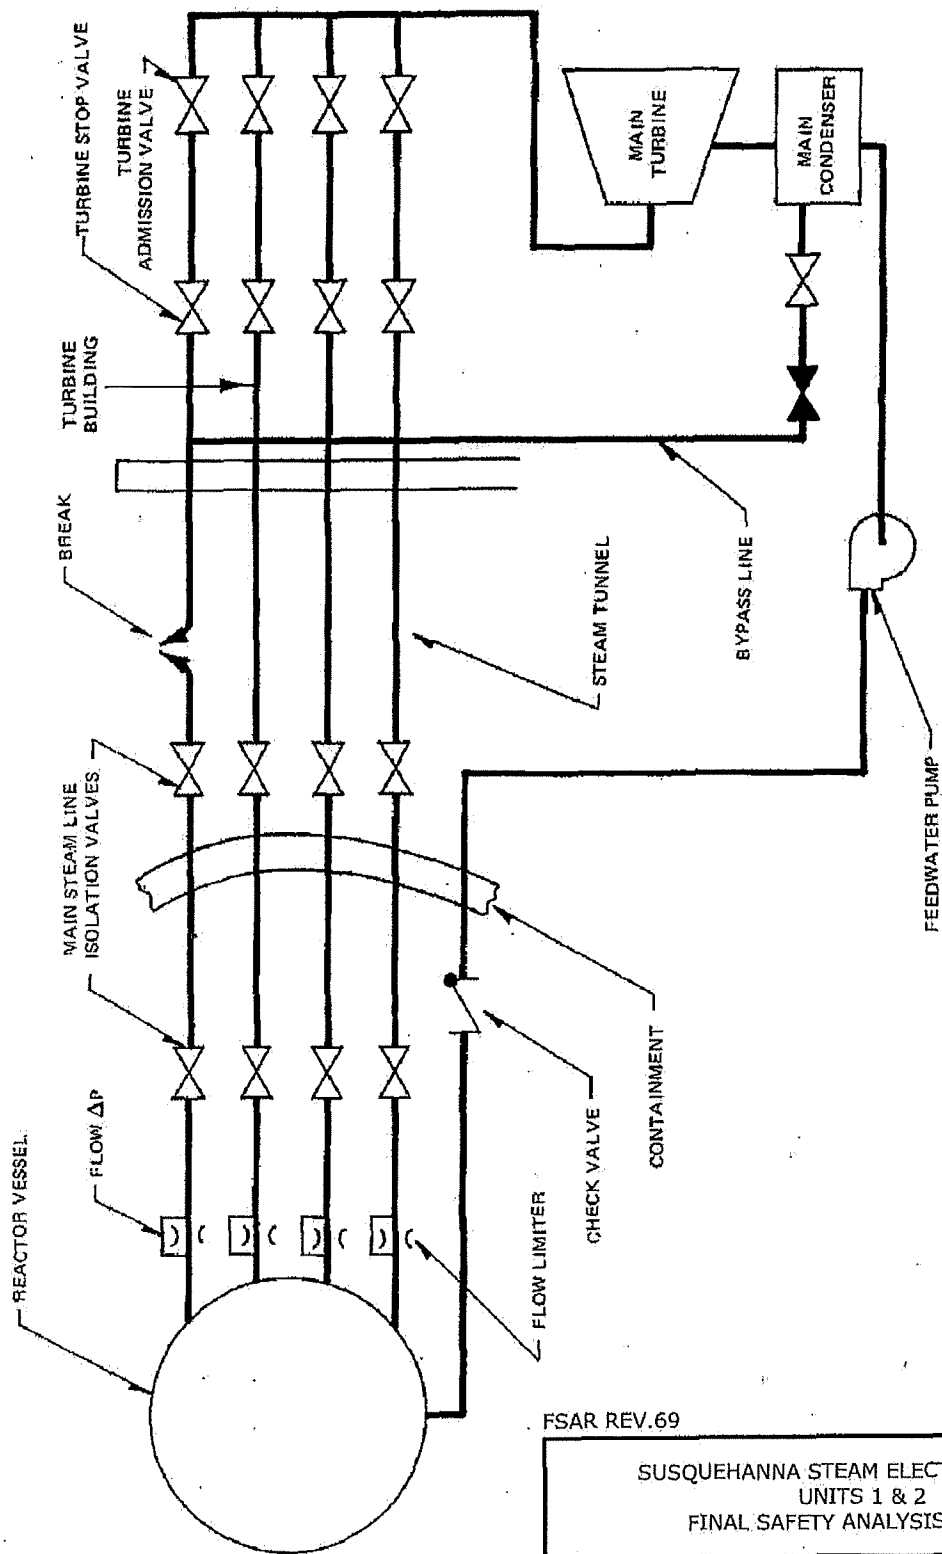 REACTOR VESSEL
FLOW ΔP
MAIN STEAM LINE
ISOLATION VALVES
BREAK
TURBINE
BUILDING
TURBINE STOP VALVE
TURBINE
ADMISSION VALVE
FLOW LIMITER
CHECK VALVE
CONTAINMENT
STEAM TUNNEL
BYPASS LINE
MAIN
TURBINE
MAIN
CONDENSER
FEEDWATER PUMP
FSAR REV.69
SUSQUEHANNA STEAM ELEC
UNITS 1 & 2
FINAL SAFETY ANALYSIS